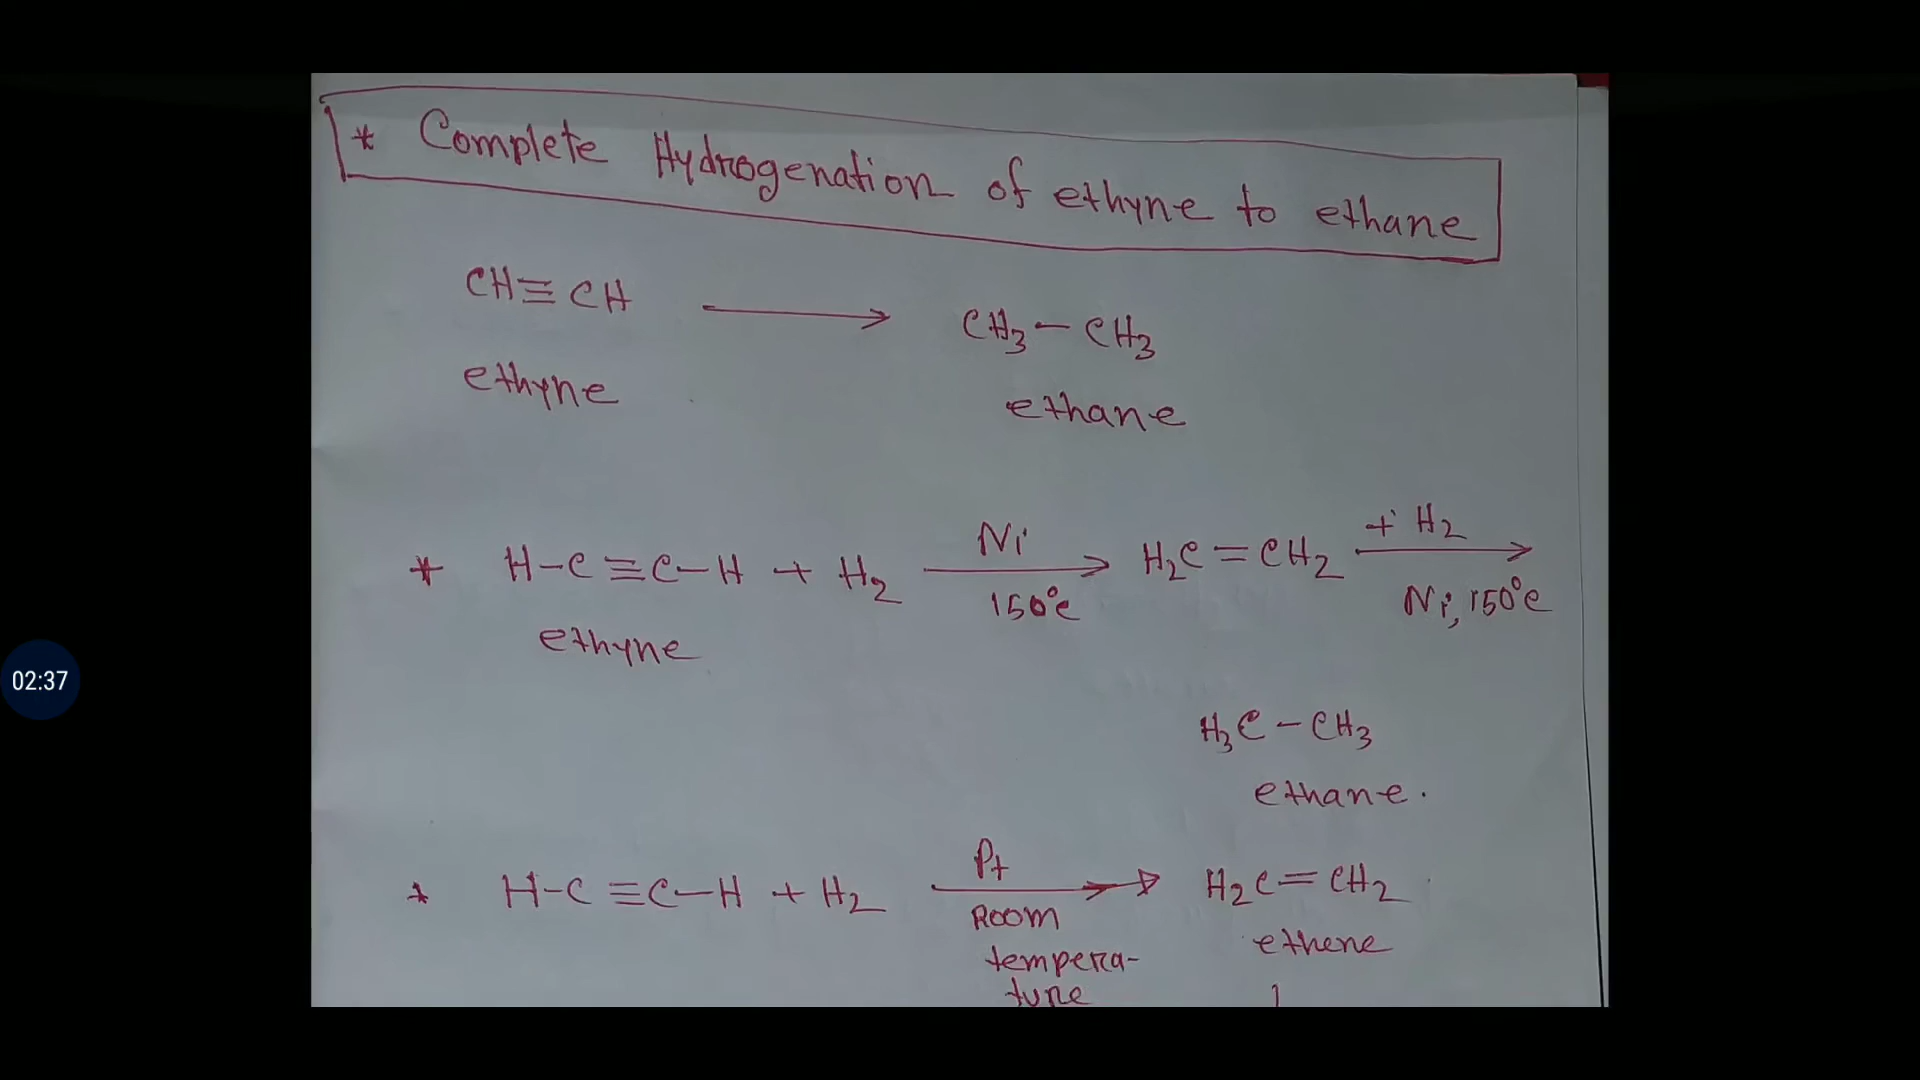 * Complete Hydrogenation of ethyne to ethane
CH≡CH → CH3-CH3
ethyne ethane
* H-C≡C-H + H2 Ni 150°C → H2C=CH2 + H2 Ni, 150°C →
ethyne
H3C-CH3
ethane.
* H-C≡C-H + H2 Pt → H2C=CH2
Room ethene
tempera-
ture
02:37